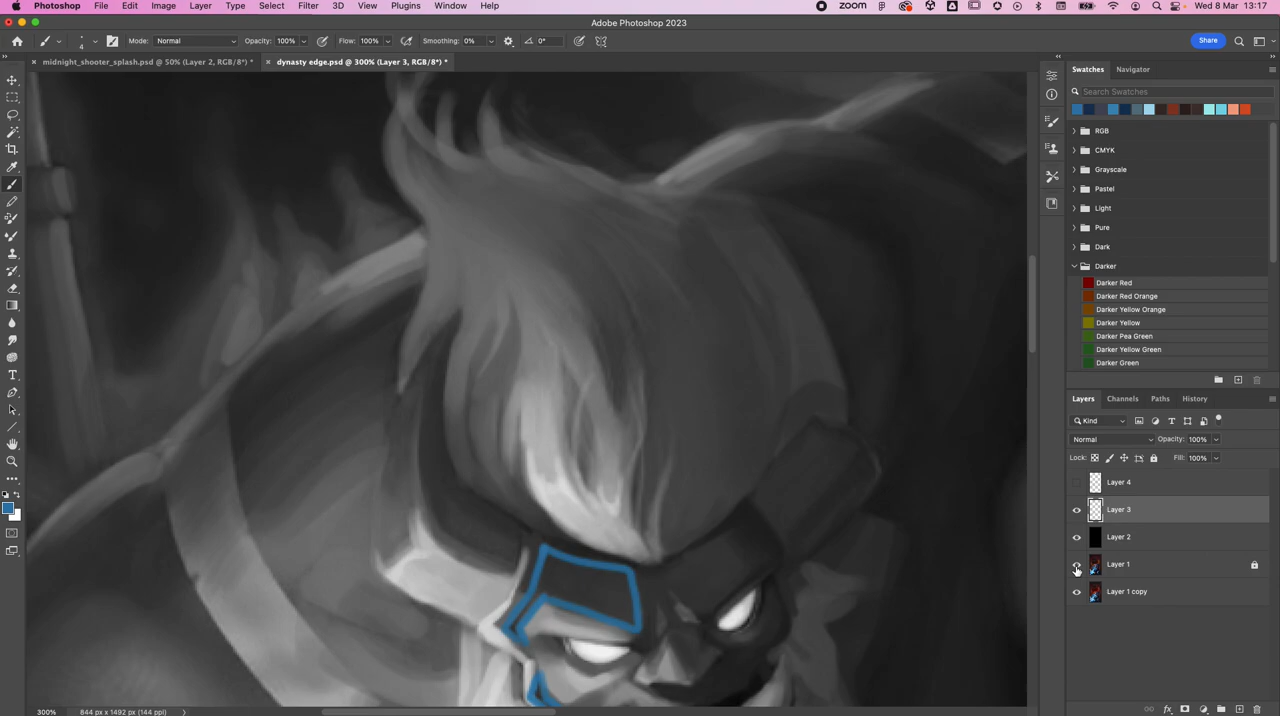 Photoshop File Edit Image Layer Type Select Filter 3D View Plugins Window Help zoom Wed 8 Mar 13:17
Adobe Photoshop 2023
4 Mode: Normal Opacity: 100% Flow: 100% Smoothing: 0% 0° Share
midnight_shooter_splash.psd @ 50% (Layer 2, RGB/8*) * dynasty edge.psd @ 300% (Layer 3, RGB/8*) *
Swatches Navigator
Search Swatches
RGB
CMYK
Grayscale
Pastel
Light
Pure
Dark
Darker
Darker Red
Darker Red Orange
Darker Yellow Orange
Darker Yellow
Darker Pea Green
Darker Yellow Green
Darker Green
Layers Channels Paths History
Kind
Normal Opacity: 100%
Lock: Fill: 100%
Layer 4
Layer 3
Layer 2
Layer 1
Layer 1 copy
300% 844 px x 1492 px (144 ppi)